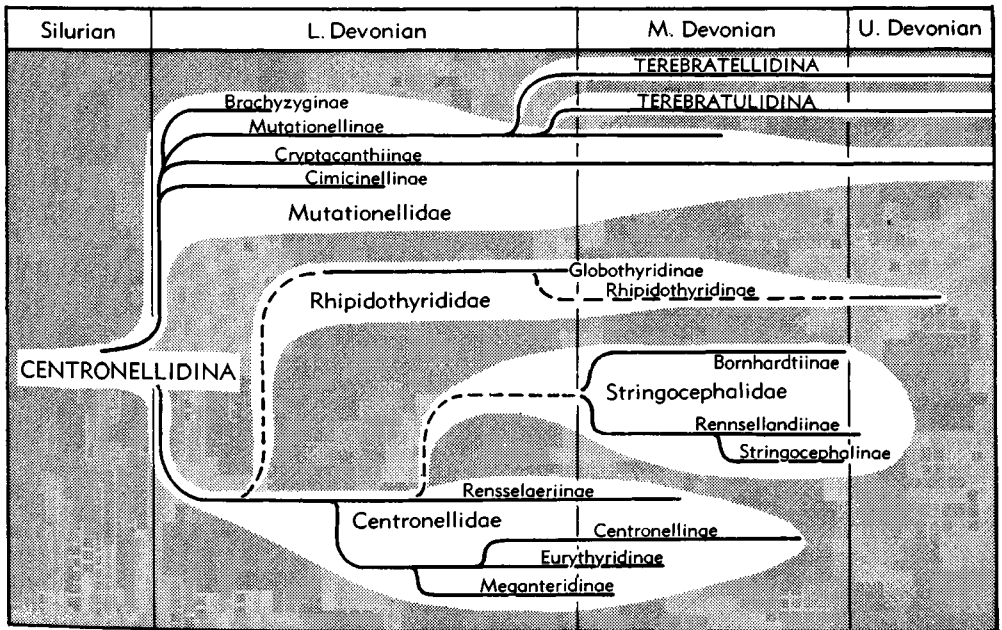 Silurian
L. Devonian
M. Devonian
U. Devonian
TEREBRATELLIDINA
Brachyzyginae
TEREBRATULIDINA
Mutationellinae
Cryptacanthiinae
Cimicinellinae
Mutationellidae
Globothyridinae
Rhipidothyridinae
Rhipidothyrididae
CENTRONELLIDINA
Bornhardtiinae
Stringocephalidae
Rennsellandiinae
Stringocephalinae
Rensselaeriinae
Centronellidae
Centronellinge
Eurythyridinae
Meganteridinae